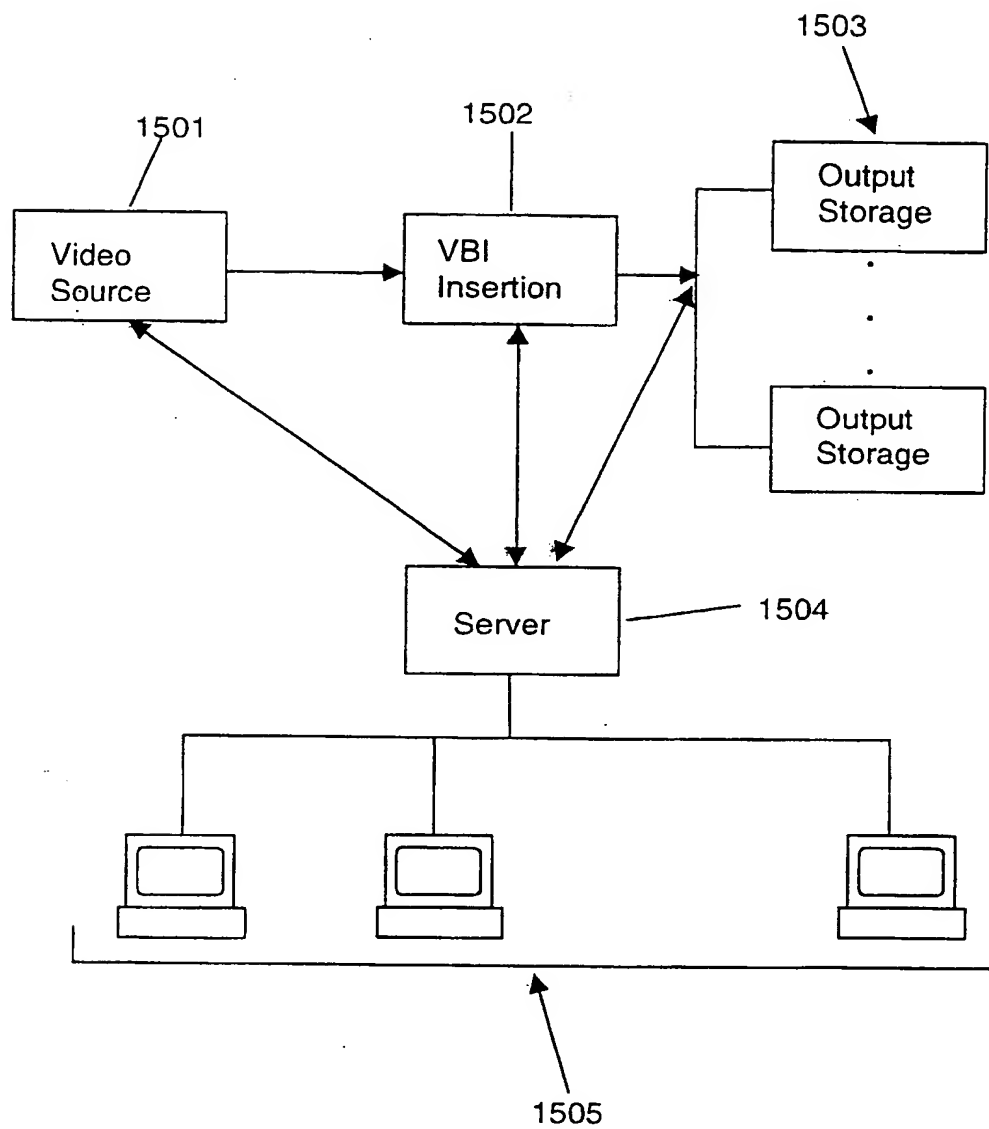 1503
1501
1502
Output
Storage
Video
Source
VBI
Insertion
Output
Storage
Server
1504
1505